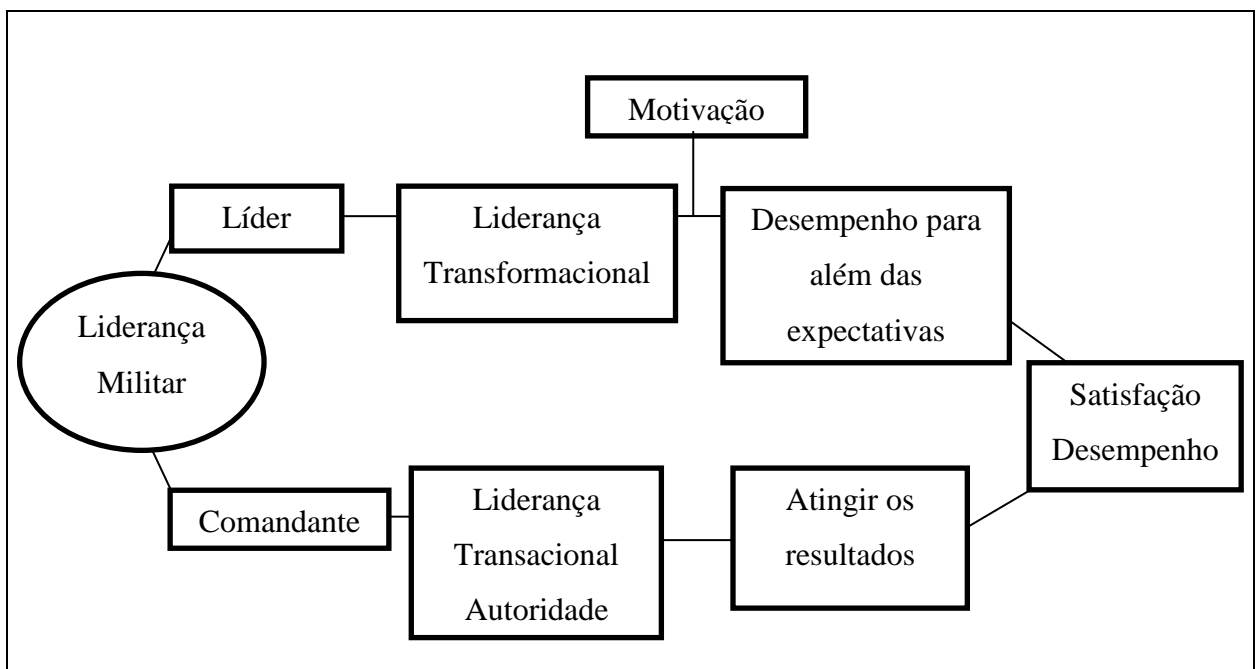 Motivação
Líder
Liderança
Transformacional
Desempenho para
além das
expectativas
Liderança
Militar
Satisfação
Desempenho
Comandante
Liderança
Transacional
Autoridade
Atingir os
resultados